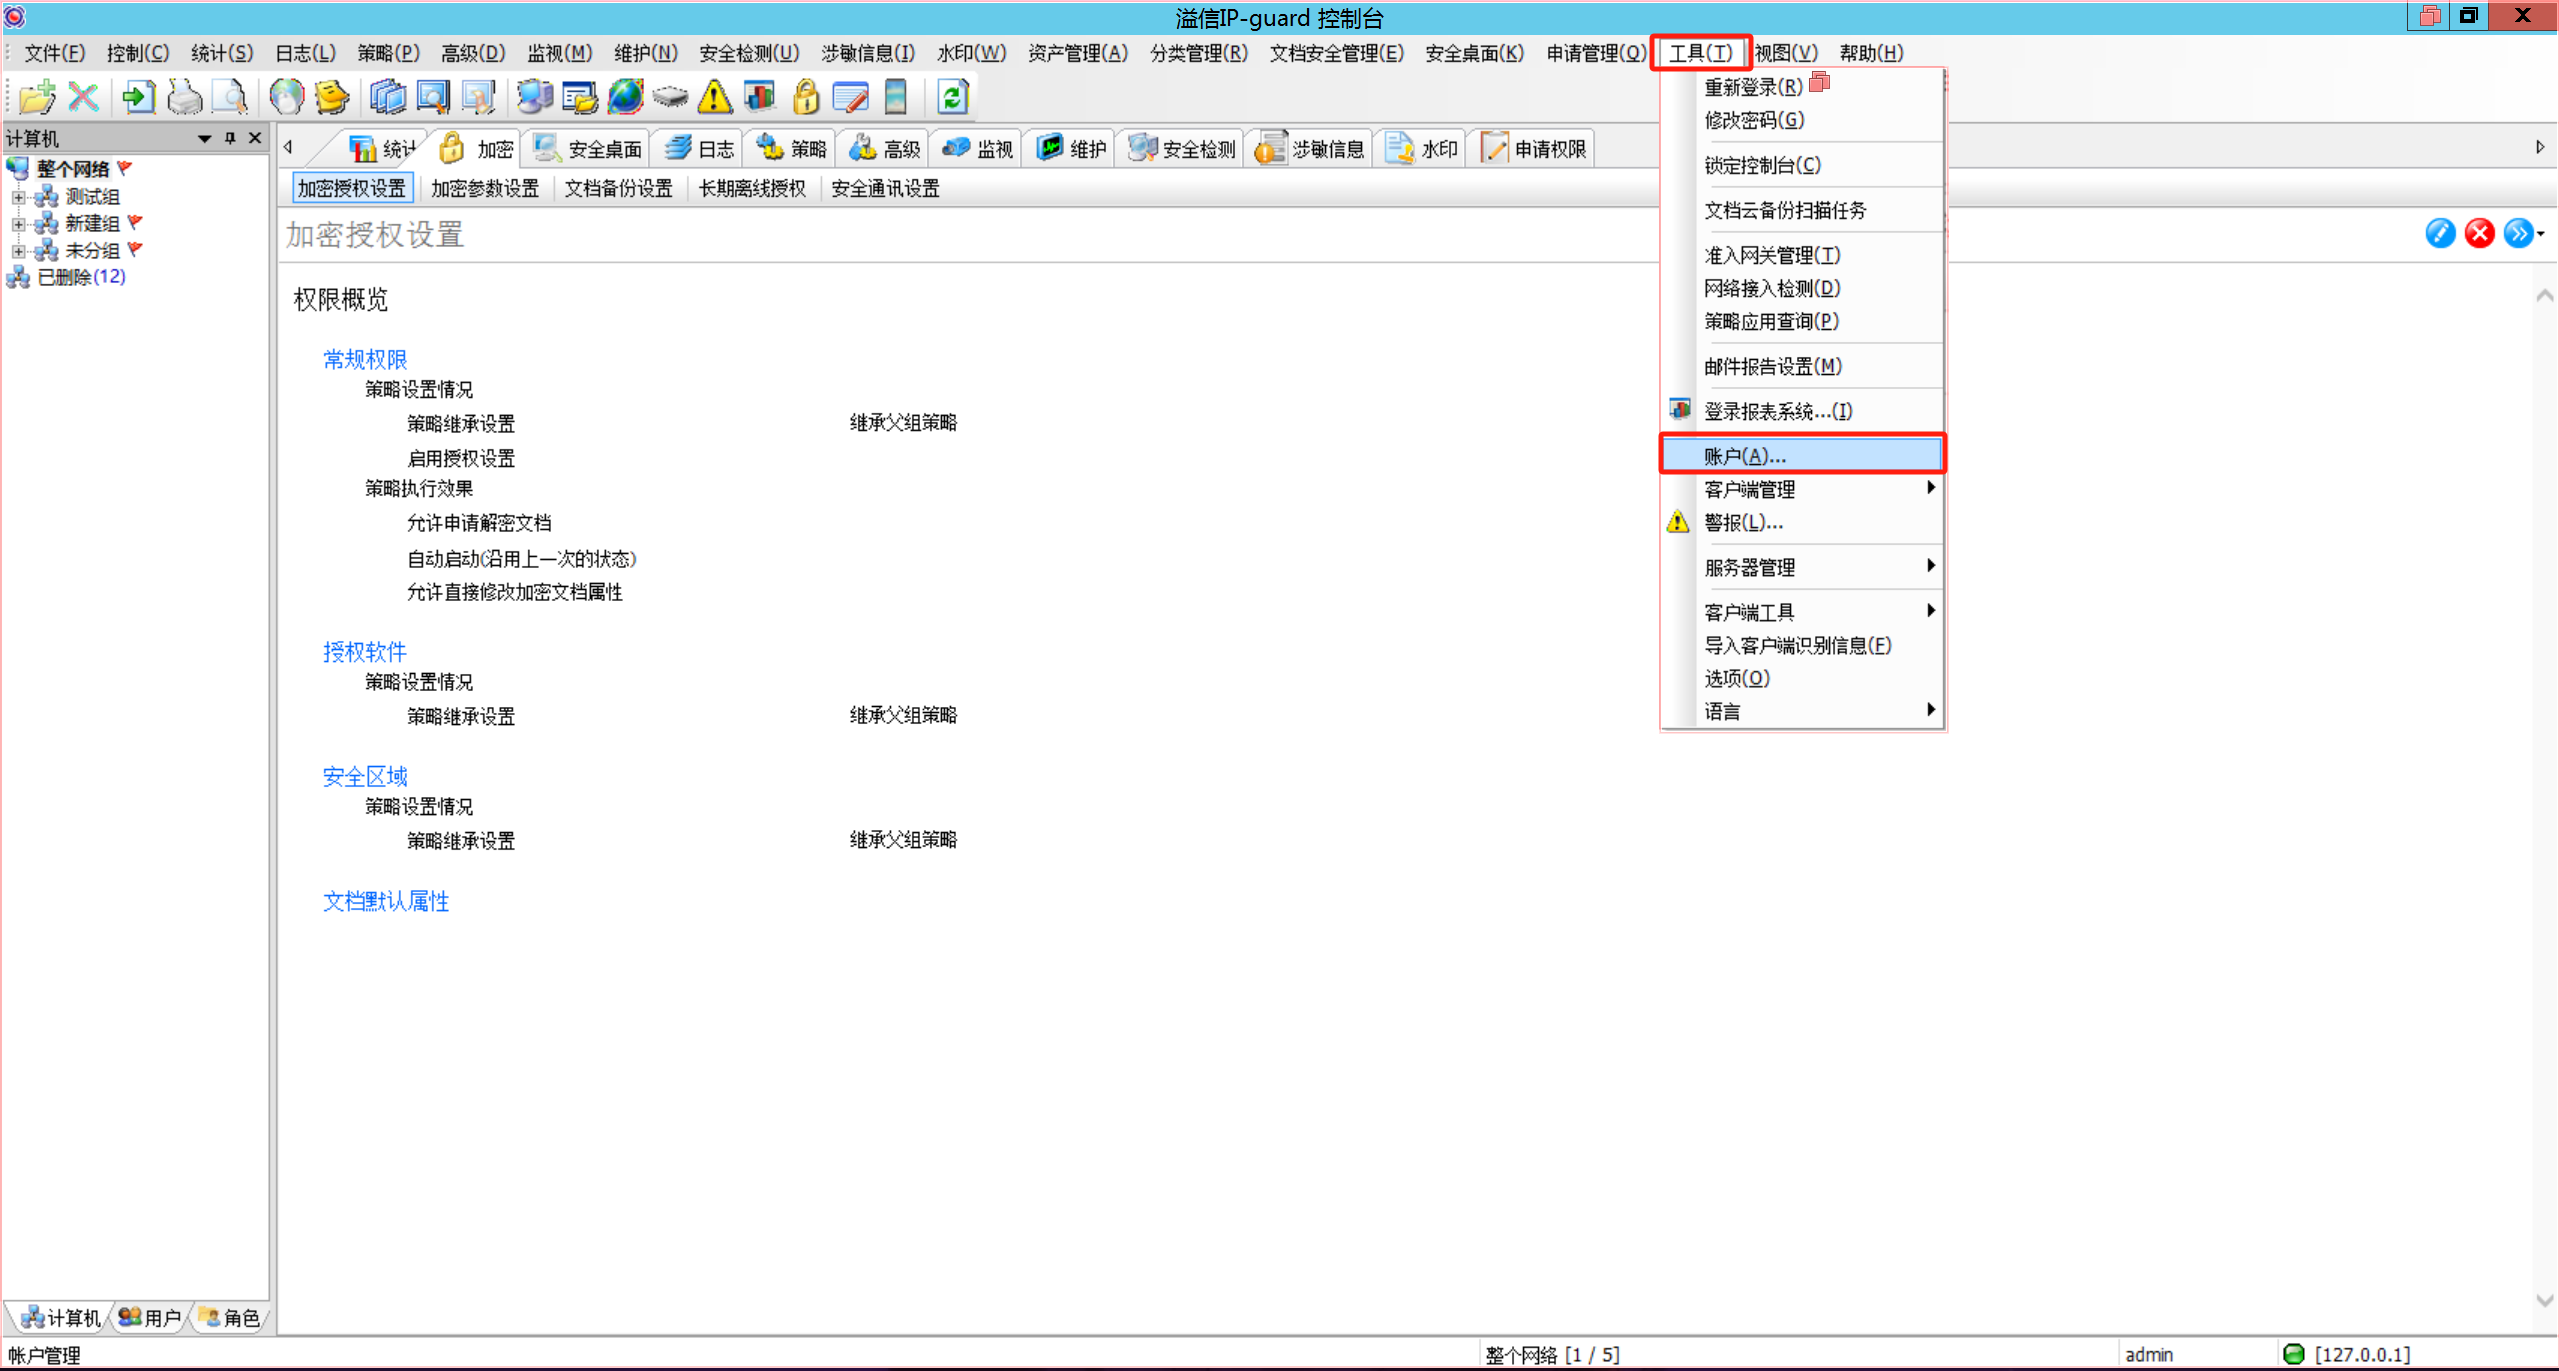 溢信IP-guard 控制台
文件(F) 控制(C) 统计(S) 日志(L) 策略(P) 高级(D) 监视(M) 维护(N) 安全检测(U) 涉敏信息(I) 水印(W) 资产管理(A) 分类管理(R) 文档安全管理(E) 安全桌面(K) 申请管理(Q) 工具(T) 视图(V) 帮助(H)
计算机
整个网络
测试组
新建组
未分组
已删除(12)
统计 加密 安全桌面 日志 策略 高级 监视 维护 安全检测 涉敏信息 水印 申请权限
加密授权设置 加密参数设置 文档备份设置 长期离线授权 安全通讯设置
加密授权设置
权限概览
常规权限
策略设置情况
策略继承设置 继承父组策略
启用授权设置
策略执行效果
允许申请解密文档
自动启动(沿用上一次的状态)
允许直接修改加密文档属性
授权软件
策略设置情况
策略继承设置 继承父组策略
安全区域
策略设置情况
策略继承设置 继承父组策略
文档默认属性
重新登录(R)
修改密码(G)
锁定控制台(C)
文档云备份扫描任务
准入网关管理(T)
网络接入检测(D)
策略应用查询(P)
邮件报告设置(M)
登录报表系统...(I)
账户(A)...
客户端管理
警报(L)...
服务器管理
客户端工具
导入客户端识别信息(F)
选项(O)
语言
计算机 用户 角色
帐户管理 整个网络 [1 / 5] admin [127.0.0.1]